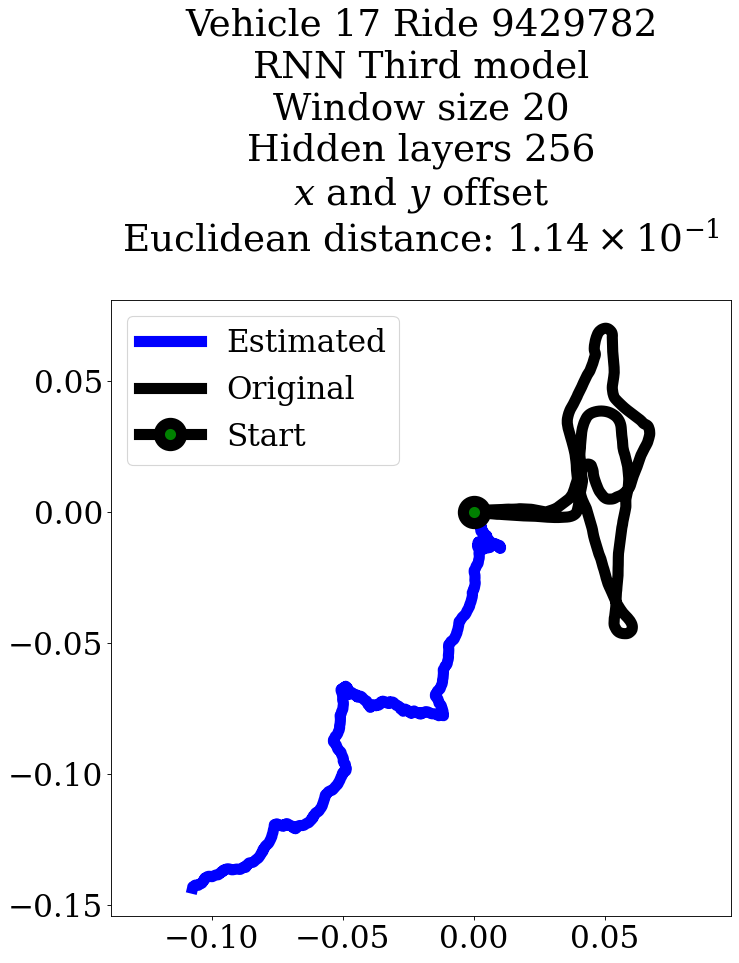 Vehicle 17 Ride 9429782
RNN Third model
Window size 20
Hidden layers 256
x and y offset
Euclidean distance: 1.14 × 10⁻¹
Estimated
Original
Start
0.05
0.00
−0.05
−0.10
−0.15
−0.10 −0.05 0.00 0.05